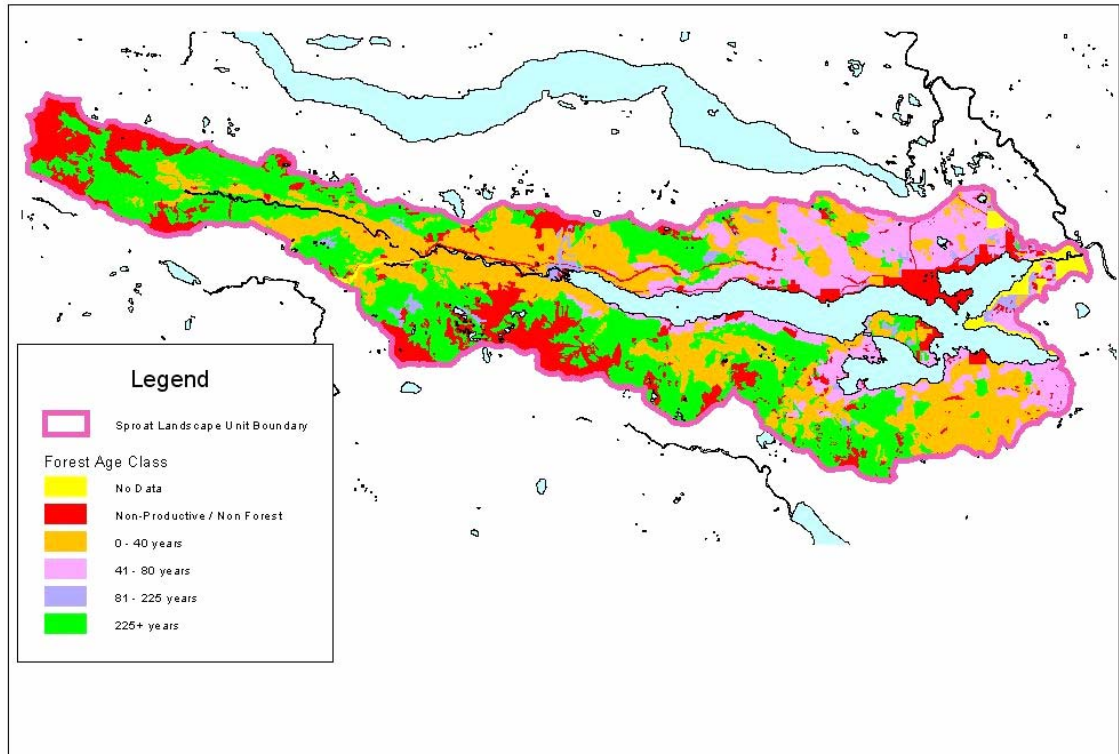 Legend
Sproat Landscape Unit Boundary
Forest Age Class
No Data
Non-Productive / Non Forest
0 - 40 years
41 - 80 years
81 - 225 years
225+ years